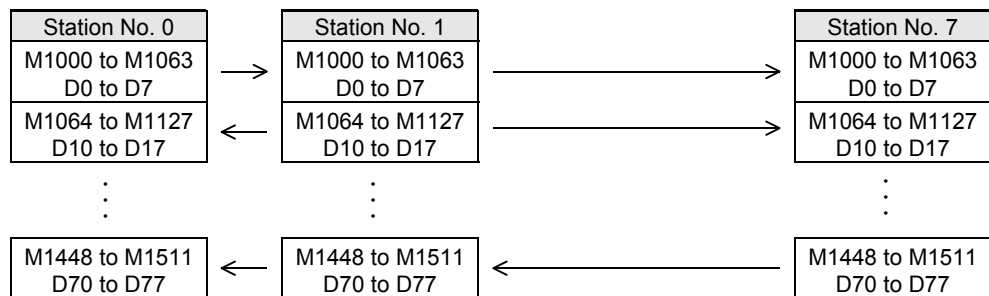 Station No. 0 Station No. 1 Station No. 7
M1000 to M1063 M1000 to M1063 M1000 to M1063
D0 to D7 D0 to D7 D0 to D7
M1064 to M1127 M1064 to M1127 M1064 to M1127
D10 to D17 D10 to D17 D10 to D17
M1448 to M1511 M1448 to M1511 M1448 to M1511
D70 to D77 D70 to D77 D70 to D77